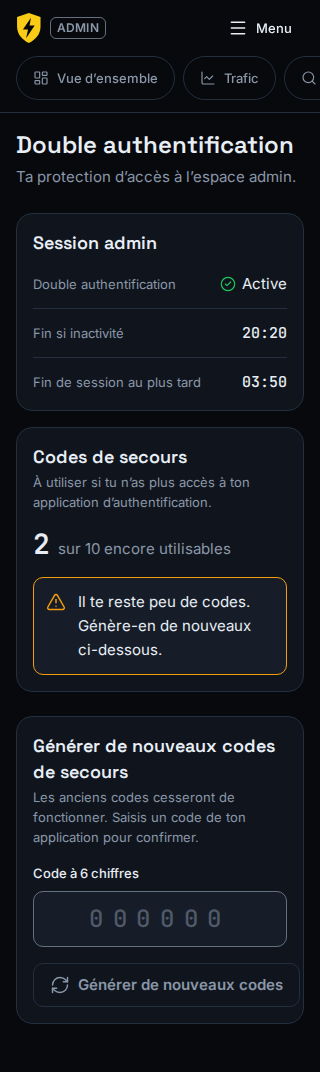 ADMIN
Menu
Vue d’ensemble
Trafic
Double authentification
Ta protection d’accès à l’espace admin.
Session admin
Double authentification
Active
Fin si inactivité
20:20
Fin de session au plus tard
03:50
Codes de secours
À utiliser si tu n’as plus accès à ton
application d’authentification.
2 sur 10 encore utilisables
Il te reste peu de codes.
Génère-en de nouveaux
ci-dessous.
Générer de nouveaux codes
de secours
Les anciens codes cesseront de
fonctionner. Saisis un code de ton
application pour confirmer.
Code à 6 chiffres
000000
Générer de nouveaux codes